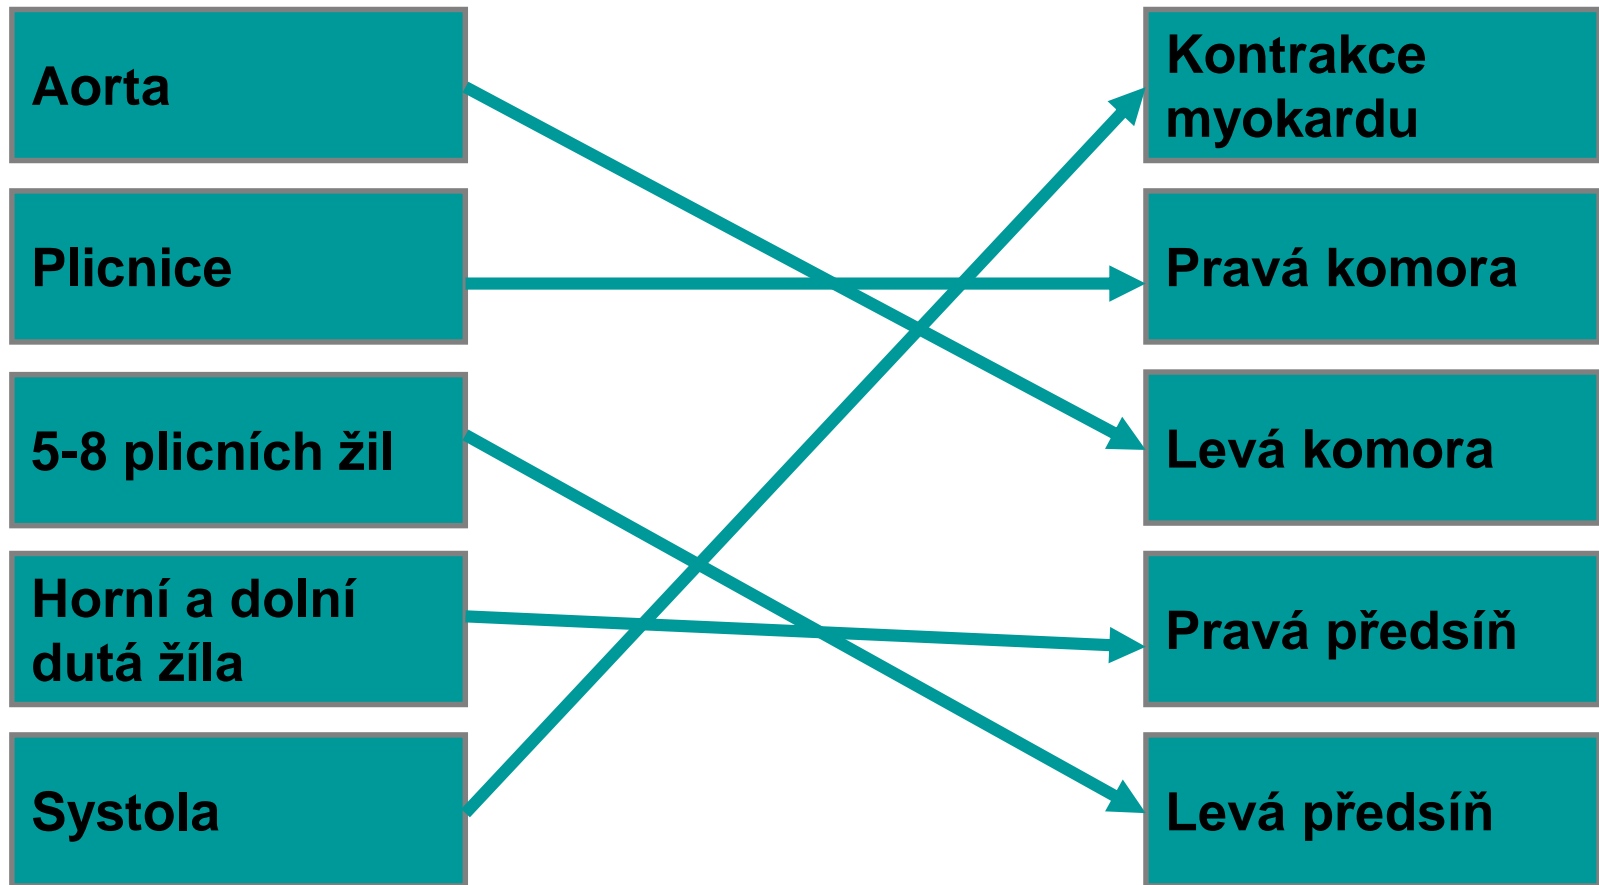 Aorta
Plicnice
5-8 plicních žil
Horní a dolní
dutá žíla
Systola
Kontrakce
myokardu
Pravá komora
Levá komora
Pravá předsíň
Levá předsíň